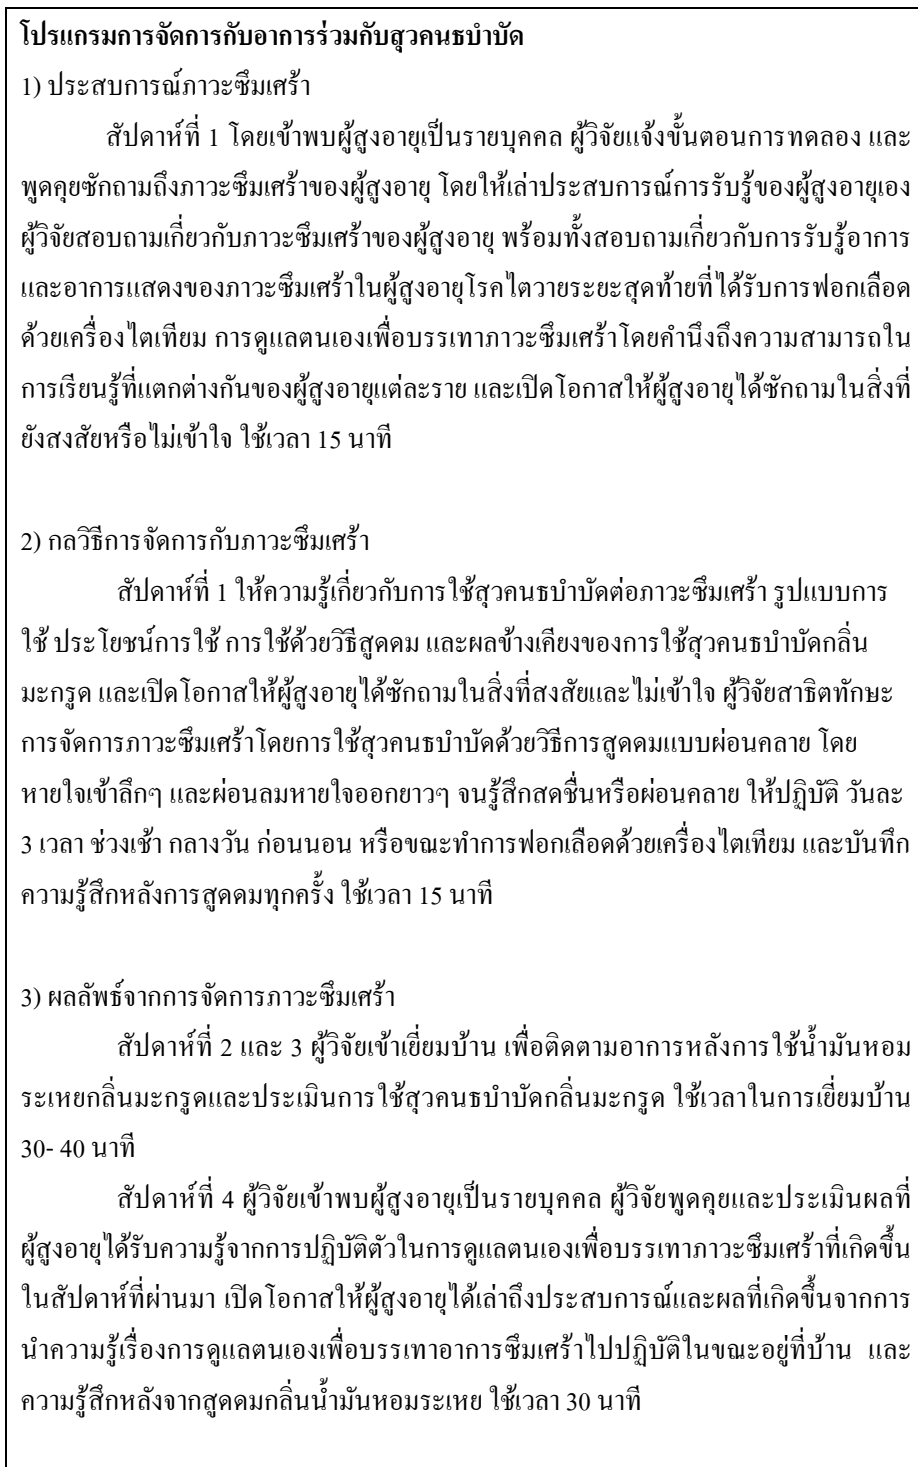 โปรแกรมการจัดการกับอาการร่วมกับสุวคนธบำบัด
1) ประสบการณ์ภาวะซึมเศร้า
สัปดาห์ที่ 1 โดยเข้าพบผู้สูงอายุเป็นรายบุคคล ผู้วิจัยแจ้งขั้นตอนการทดลอง และ
พูดคุยซักถามถึงภาวะซึมเศร้าของผู้สูงอายุ โดยให้เล่าประสบการณ์การรับรู้ของผู้สูงอายุเอง
ผู้วิจัยสอบถามเกี่ยวกับภาวะซึมเศร้าของผู้สูงอายุ พร้อมทั้งสอบถามเกี่ยวกับการรับรู้อาการ
และอาการแสดงของภาวะซึมเศร้าในผู้สูงอายุโรคไตวายระยะสุดท้ายที่ได้รับการฟอกเลือด
ด้วยเครื่องไตเทียม การดูแลตนเองเพื่อบรรเทาภาวะซึมเศร้าโดยคำนึงถึงความสามารถใน
การเรียนรู้ที่แตกต่างกันของผู้สูงอายุแต่ละราย และเปิดโอกาสให้ผู้สูงอายุได้ซักถามในสิ่งที่
ยังสงสัยหรือไม่เข้าใจ ใช้เวลา 15 นาที
2) กลวิธีการจัดการกับภาวะซึมเศร้า
สัปดาห์ที่ 1 ให้ความรู้เกี่ยวกับการใช้สุวคนธบำบัดต่อภาวะซึมเศร้า รูปแบบการ
ใช้ ประโยชน์การใช้ การใช้ด้วยวิธีสูดดม และผลข้างเคียงของการใช้สุวคนธบำบัดกลิ่น
มะกรูด และเปิดโอกาสให้ผู้สูงอายุได้ซักถามในสิ่งที่สงสัยและไม่เข้าใจ ผู้วิจัยสาธิตทักษะ
การจัดการภาวะซึมเศร้าโดยการใช้สุวคนธบำบัดด้วยวิธีการสูดดมแบบผ่อนคลาย โดย
หายใจเข้าลึกๆ และผ่อนลมหายใจออกยาวๆ จนรู้สึกสดชื่นหรือผ่อนคลาย ให้ปฏิบัติ วันละ
3 เวลา ช่วงเช้า กลางวัน ก่อนนอน หรือขณะทำการฟอกเลือดด้วยเครื่องไตเทียม และบันทึก
ความรู้สึกหลังการสูดดมทุกครั้ง ใช้เวลา 15 นาที
3) ผลลัพธ์จากการจัดการภาวะซึมเศร้า
สัปดาห์ที่ 2 และ 3 ผู้วิจัยเข้าเยี่ยมบ้าน เพื่อติดตามอาการหลังการใช้น้ำมันหอม
ระเหยกลิ่นมะกรูดและประเมินการใช้สุวคนธบำบัดกลิ่นมะกรูด ใช้เวลาในการเยี่ยมบ้าน
30- 40 นาที
สัปดาห์ที่ 4 ผู้วิจัยเข้าพบผู้สูงอายุเป็นรายบุคคล ผู้วิจัยพูดคุยและประเมินผลที่
ผู้สูงอายุได้รับความรู้จากการปฏิบัติตัวในการดูแลตนเองเพื่อบรรเทาภาวะซึมเศร้าที่เกิดขึ้น
ในสัปดาห์ที่ผ่านมา เปิดโอกาสให้ผู้สูงอายุได้เล่าถึงประสบการณ์และผลที่เกิดขึ้นจากการ
นำความรู้เรื่องการดูแลตนเองเพื่อบรรเทาอาการซึมเศร้าไปปฏิบัติในขณะอยู่ที่บ้าน และ
ความรู้สึกหลังจากสูดดมกลิ่นน้ำมันหอมระเหย ใช้เวลา 30 นาที